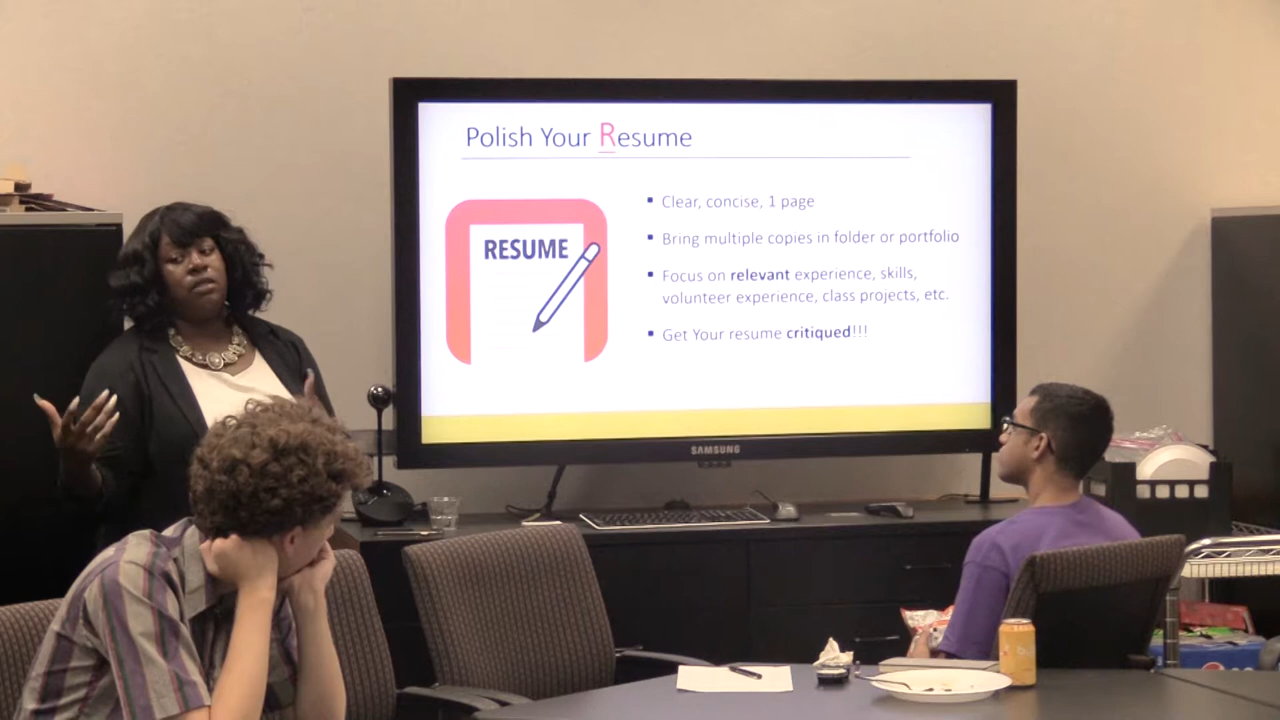 Polish Your Resume
RESUME
▪ Clear, concise, 1 page
▪ Bring multiple copies in folder or portfolio
▪ Focus on relevant experience, skills,
volunteer experience, class projects, etc.
▪ Get Your resume critiqued!!!
SAMSUNG